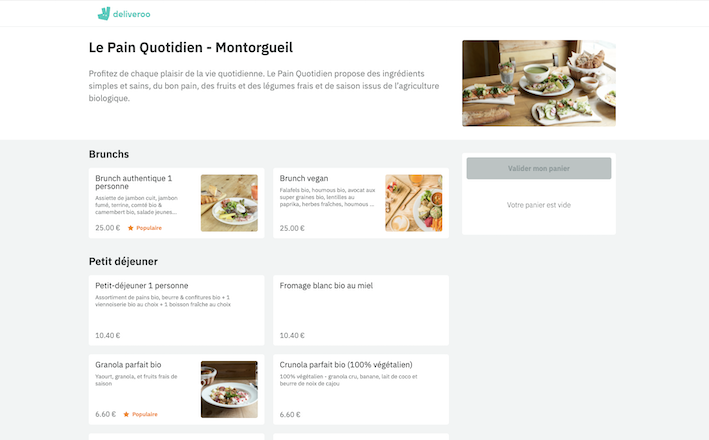 deliveroo
Le Pain Quotidien - Montorgueil
Profitez de chaque plaisir de la vie quotidienne. Le Pain Quotidien propose des ingrédients
simples et sains, du bon pain, des fruits et des légumes frais et de saison issus de l'agriculture
biologique.
Brunchs
Brunch authentique 1
personne
Assiette de jambon cuit, jambon
fumé, terrine, comté bio &
camembert bio, salade jeunes...
25.00 €
Populaire
Brunch vegan
Falafels bio, houmous bio, avocat aux
super graines bio, lentilles au
paprika, herbes fraîches, houmous ...
25.00 €
Valider mon panier
Votre panier est vide
Petit déjeuner
Petit-déjeuner 1 personne
Assortiment de pains bio, beurre & confitures bio + 1
viennoiserie bio au choix + 1 boisson fraîche au choix
10.40 €
Fromage blanc bio au miel
10.40 €
Granola parfait bio
Yaourt, granola, et fruits frais de
saison
6.60 €
Populaire
Crunola parfait bio (100% végétalien)
100% végétalien - granola cru, banane, lait de coco et
beurre de noix de cajou
6.60 €